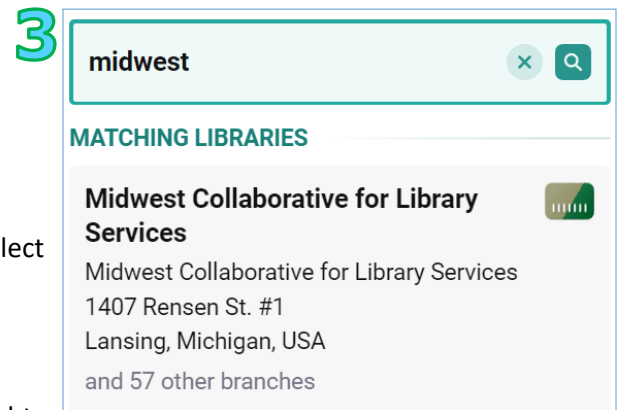 3
midwest
MATCHING LIBRARIES
Midwest Collaborative for Library
Services
lect
Midwest Collaborative for Library Services
1407 Rensen St. #1
Lansing, Michigan, USA
and 57 other branches